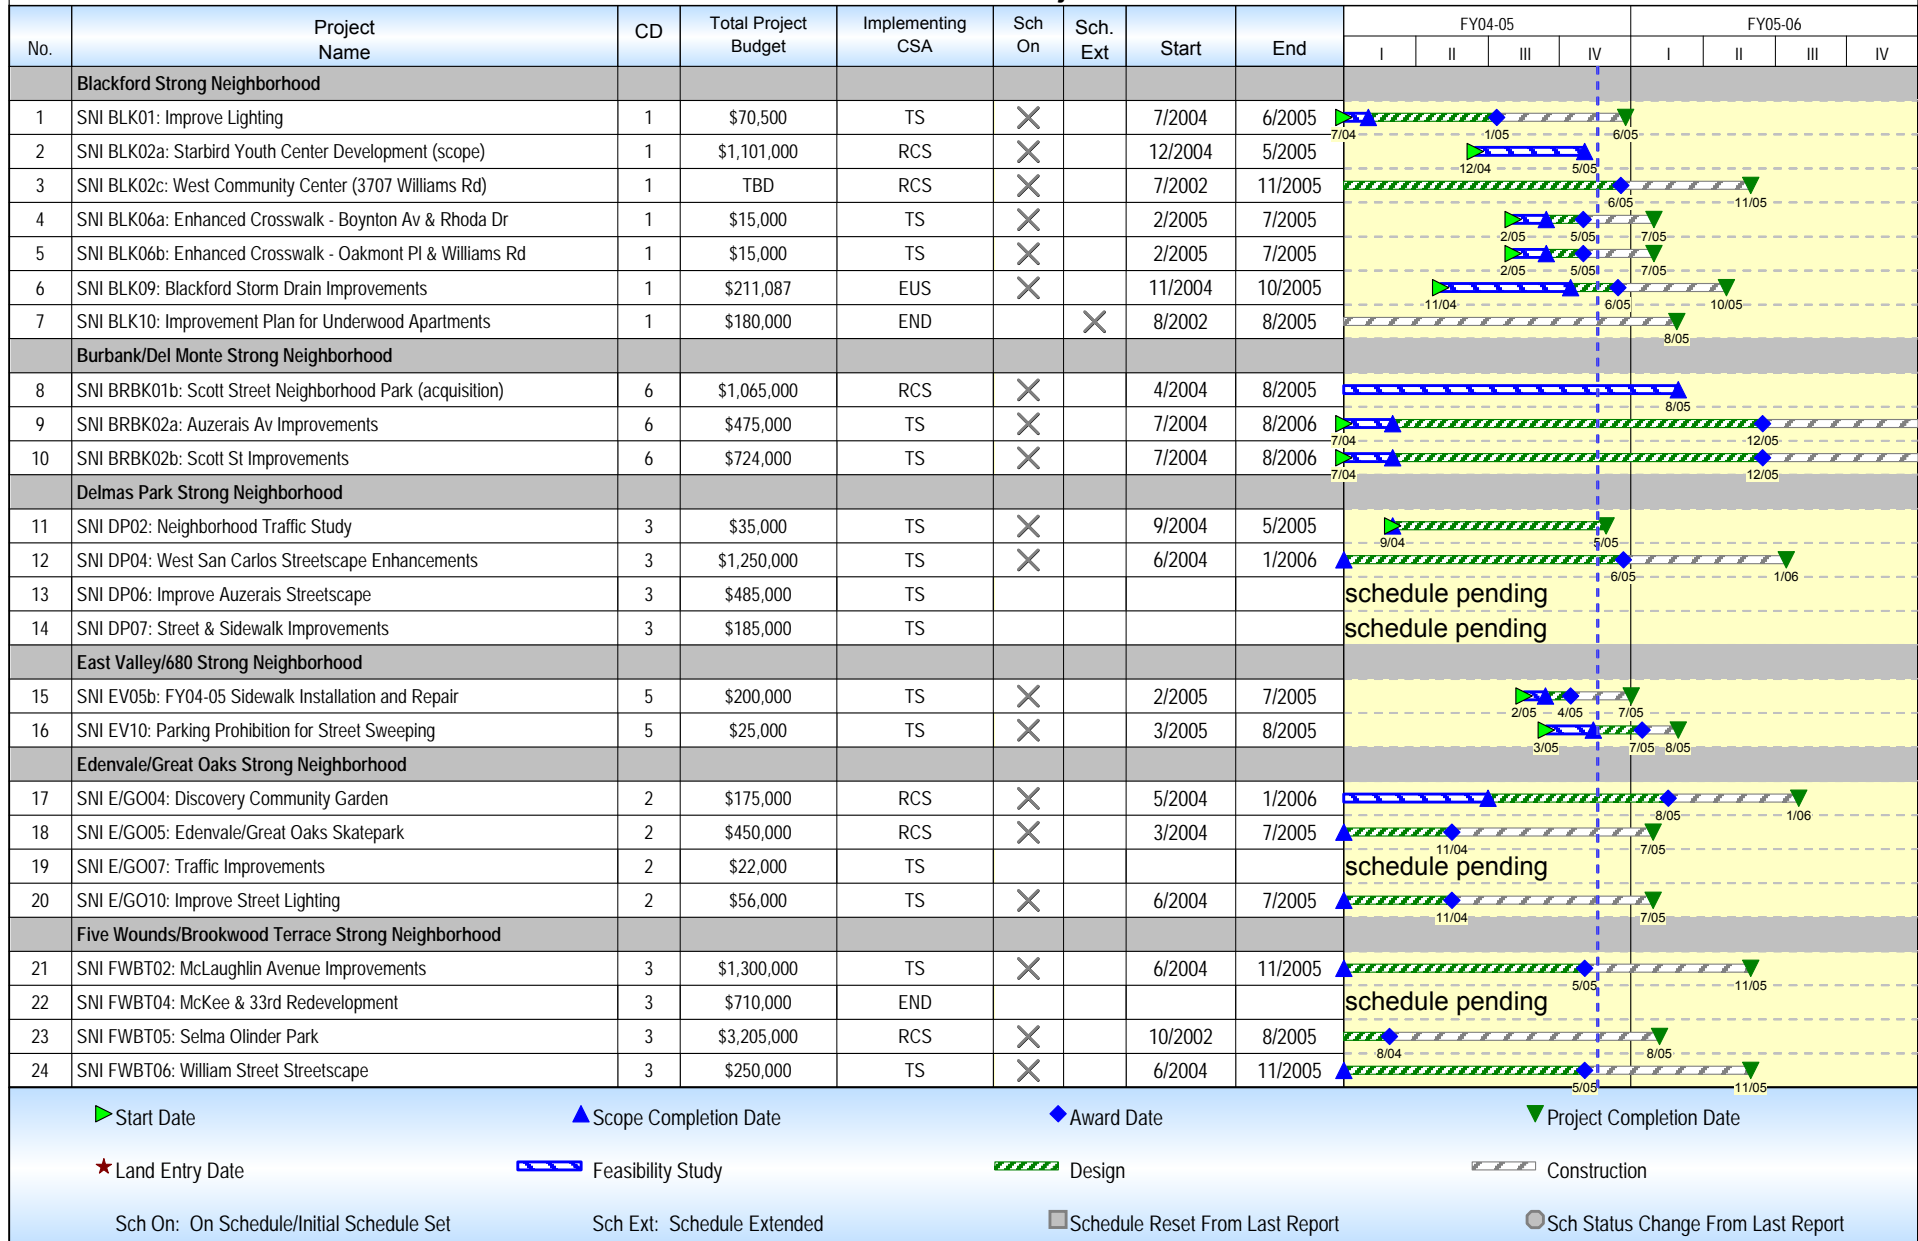 No. Project Name CD Total Project Budget Implementing CSA Sch On Sch. Ext Start End FY04-05 FY05-06
I II III IV I II III IV
Blackford Strong Neighborhood
1 SNI BLK01: Improve Lighting 1 $70,500 TS X 7/2004 6/2005 7/04 1/05 6/05
2 SNI BLK02a: Starbird Youth Center Development (scope) 1 $1,101,000 RCS X 12/2004 5/2005 12/04 5/05
3 SNI BLK02c: West Community Center (3707 Williams Rd) 1 TBD RCS X 7/2002 11/2005 6/05 11/05
4 SNI BLK06a: Enhanced Crosswalk - Boynton Av & Rhoda Dr 1 $15,000 TS X 2/2005 7/2005 2/05 5/05 7/05
5 SNI BLK06b: Enhanced Crosswalk - Oakmont Pl & Williams Rd 1 $15,000 TS X 2/2005 7/2005 2/05 5/05 7/05
6 SNI BLK09: Blackford Storm Drain Improvements 1 $211,087 EUS X 11/2004 10/2005 11/04 6/05 10/05
7 SNI BLK10: Improvement Plan for Underwood Apartments 1 $180,000 END X 8/2002 8/2005 8/05
Burbank/Del Monte Strong Neighborhood
8 SNI BRBK01b: Scott Street Neighborhood Park (acquisition) 6 $1,065,000 RCS X 4/2004 8/2005 8/05
9 SNI BRBK02a: Auzerais Av Improvements 6 $475,000 TS X 7/2004 8/2006 7/04 12/05
10 SNI BRBK02b: Scott St Improvements 6 $724,000 TS X 7/2004 8/2006 7/04 12/05
Delmas Park Strong Neighborhood
11 SNI DP02: Neighborhood Traffic Study 3 $35,000 TS X 9/2004 5/2005 9/04 5/05
12 SNI DP04: West San Carlos Streetscape Enhancements 3 $1,250,000 TS X 6/2004 1/2006 6/05 1/06
13 SNI DP06: Improve Auzerais Streetscape 3 $485,000 TS schedule pending
14 SNI DP07: Street & Sidewalk Improvements 3 $185,000 TS schedule pending
East Valley/680 Strong Neighborhood
15 SNI EV05b: FY04-05 Sidewalk Installation and Repair 5 $200,000 TS X 2/2005 7/2005 2/05 4/05 7/05
16 SNI EV10: Parking Prohibition for Street Sweeping 5 $25,000 TS X 3/2005 8/2005 3/05 7/05 8/05
Edenvale/Great Oaks Strong Neighborhood
17 SNI E/GO04: Discovery Community Garden 2 $175,000 RCS X 5/2004 1/2006 8/05 1/06
18 SNI E/GO05: Edenvale/Great Oaks Skatepark 2 $450,000 RCS X 3/2004 7/2005 11/04 7/05
19 SNI E/GO07: Traffic Improvements 2 $22,000 TS schedule pending
20 SNI E/GO10: Improve Street Lighting 2 $56,000 TS X 6/2004 7/2005 11/04 7/05
Five Wounds/Brookwood Terrace Strong Neighborhood
21 SNI FWBT02: McLaughlin Avenue Improvements 3 $1,300,000 TS X 6/2004 11/2005 5/05 11/05
22 SNI FWBT04: McKee & 33rd Redevelopment 3 $710,000 END schedule pending
23 SNI FWBT05: Selma Olinder Park 3 $3,205,000 RCS X 10/2002 8/2005 8/04 8/05
24 SNI FWBT06: William Street Streetscape 3 $250,000 TS X 6/2004 11/2005 5/05 11/05
Start Date Scope Completion Date Award Date Project Completion Date
Land Entry Date Feasibility Study Design Construction
Sch On: On Schedule/Initial Schedule Set Sch Ext: Schedule Extended Schedule Reset From Last Report Sch Status Change From Last Report